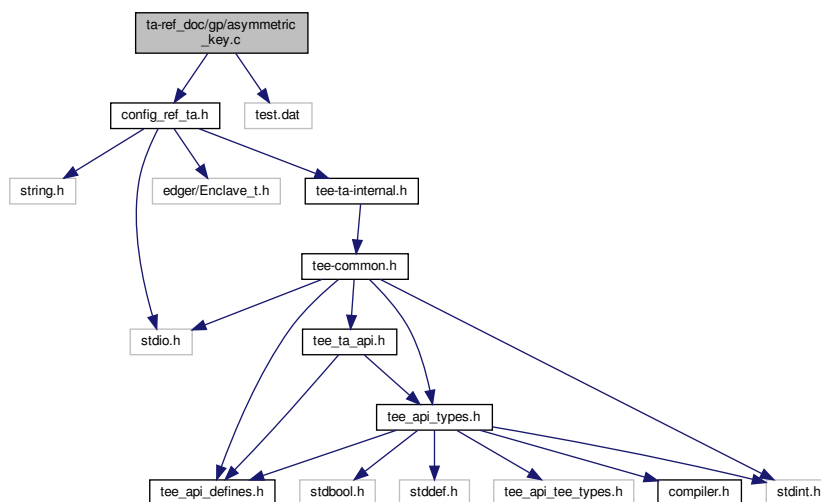 ta-ref_doc/gp/asymmetric
_key.c
config_ref_ta.h
test.dat
string.h
edger/Enclave_t.h
tee-ta-internal.h
tee-common.h
stdio.h
tee_ta_api.h
tee_api_types.h
tee_api_defines.h
stdbool.h
stddef.h
tee_api_tee_types.h
compiler.h
stdint.h